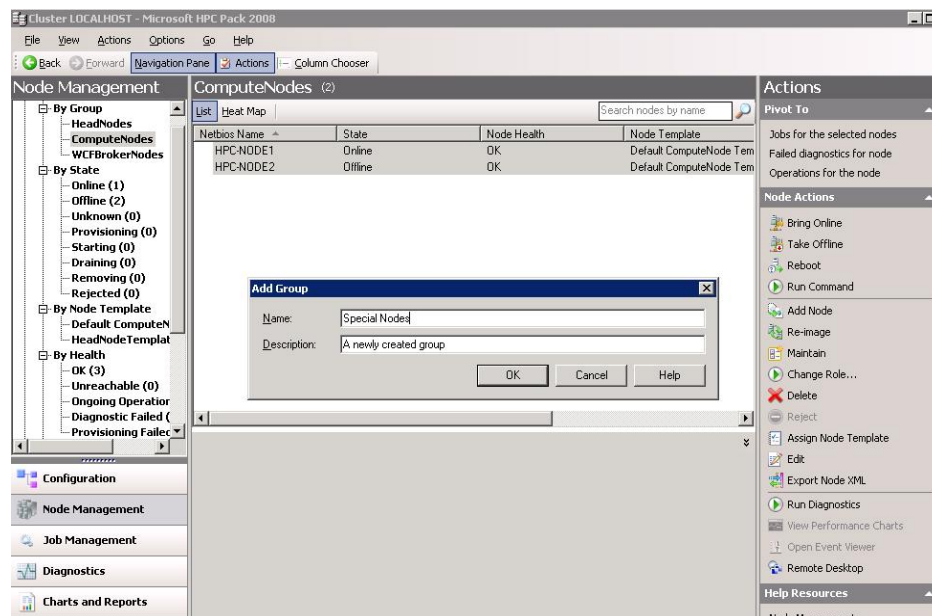 Cluster LOCALHOST - Microsoft HPC Pack 2008
File View Actions Options Go Help
Back Forward Navigation Pane Actions Column Chooser
Node Management
By Group
HeadNodes
ComputeNodes
WCFBrokerNodes
By State
Online (1)
Offline (2)
Unknown (0)
Provisioning (0)
Starting (0)
Draining (0)
Removing (0)
Rejected (0)
By Node Template
Default ComputeN
HeadNodeTemplat
By Health
OK (3)
Unreachable (0)
Ongoing Operation
Diagnostic Failed (
Provisioning Failed
Configuration
Node Management
Job Management
Diagnostics
Charts and Reports
ComputeNodes (2)
List Heat Map Search nodes by name
Netbios Name State Node Health Node Template
HPC-NODE1 Online OK Default ComputeNode Tem
HPC-NODE2 Offline OK Default ComputeNode Tem
Add Group
Name: Special Nodes
Description: A newly created group
OK Cancel Help
Actions
Pivot To
Jobs for the selected nodes
Failed diagnostics for node
Operations for the node
Node Actions
Bring Online
Take Offline
Reboot
Run Command
Add Node
Re-image
Maintain
Change Role...
Delete
Reject
Assign Node Template
Edit
Export Node XML
Run Diagnostics
View Performance Charts
Open Event Viewer
Remote Desktop
Help Resources